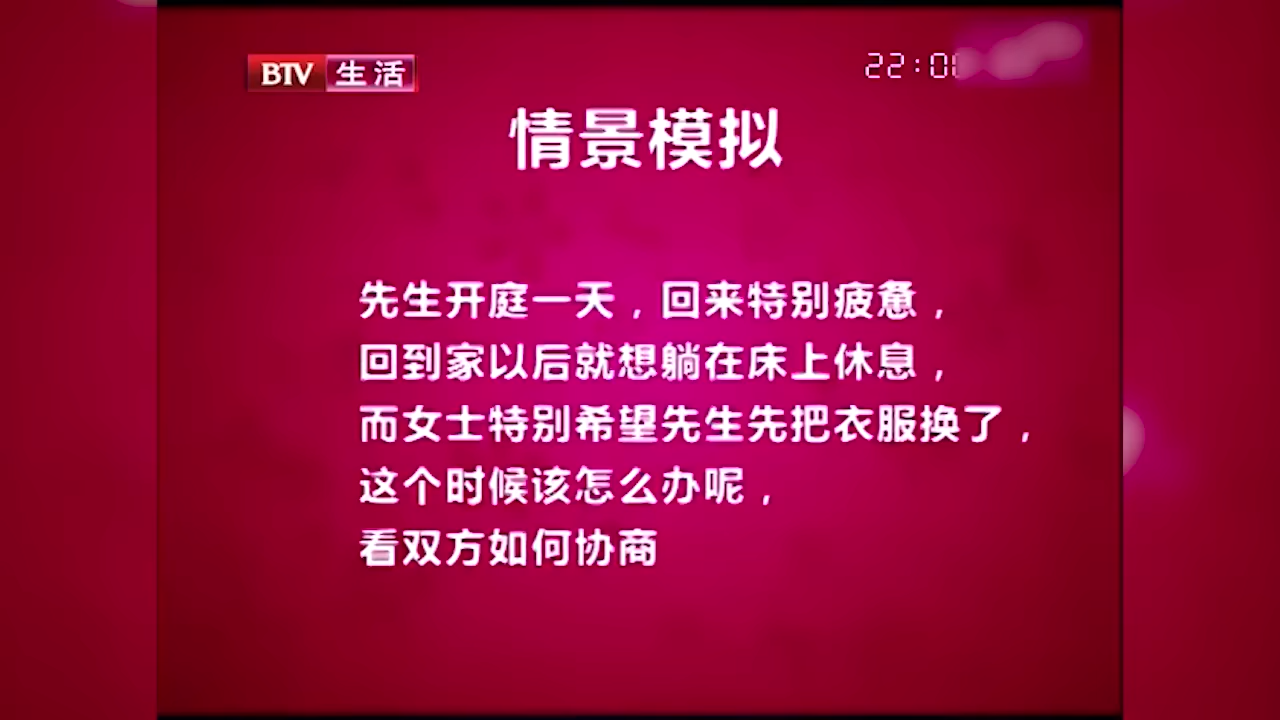 BTV 生活
22:0
情景模拟
先生开庭一天，回来特别疲惫，
回到家以后就想躺在床上休息，
而女士特别希望先生先把衣服换了，
这个时候该怎么办呢，
看双方如何协商